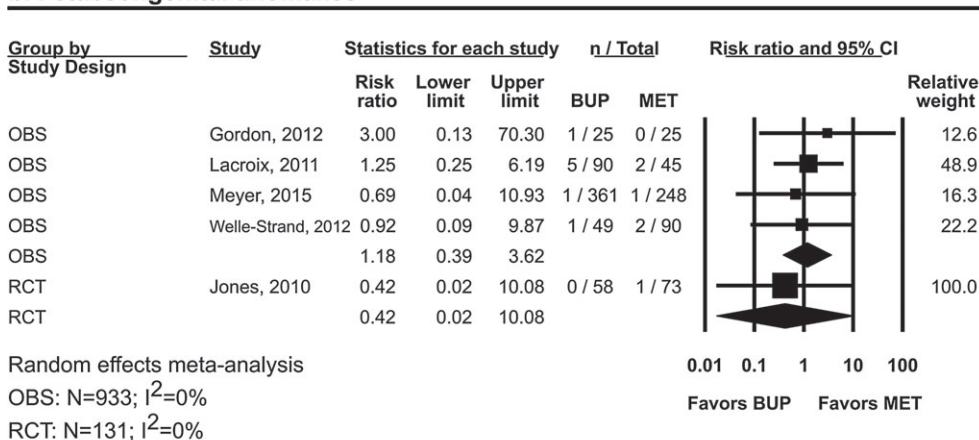 Group by Study Statistics for each study n / Total Risk ratio and 95% CI
Study Design
Risk ratio Lower limit Upper limit BUP MET Relative weight
OBS Gordon, 2012 3.00 0.13 70.30 1 / 25 0 / 25 12.6
OBS Lacroix, 2011 1.25 0.25 6.19 5 / 90 2 / 45 48.9
OBS Meyer, 2015 0.69 0.04 10.93 1 / 361 1 / 248 16.3
OBS Welle-Strand, 2012 0.92 0.09 9.87 1 / 49 2 / 90 22.2
OBS 1.18 0.39 3.62
RCT Jones, 2010 0.42 0.02 10.08 0 / 58 1 / 73 100.0
RCT 0.42 0.02 10.08
Random effects meta-analysis
OBS: N=933; I²=0%
RCT: N=131; I²=0%
0.01 0.1 1 10 100
Favors BUP Favors MET